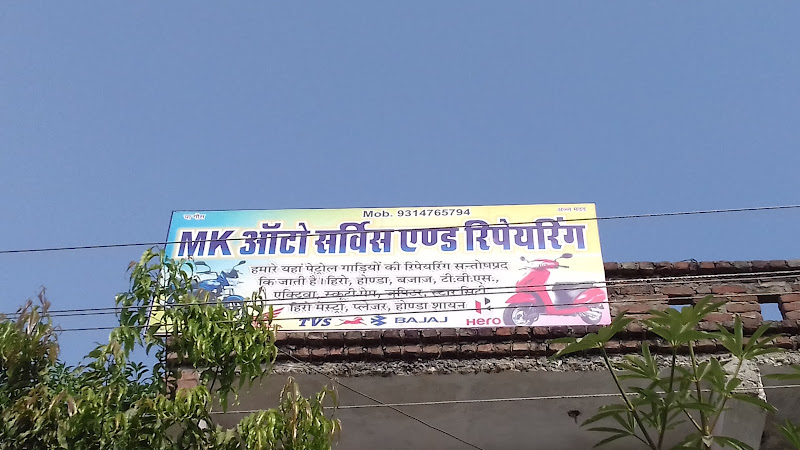 Mob. 9314765794
MK ऑटो सर्विस एण्ड रिपेयरिंग
हमारे यहां पेट्रोल गाड़ियों की रिपेयरिंग सन्तोषप्रद
कि जाती है। हिरो, होण्डा, बजाज, टी.वी.एस.,
एक्टिवा, स्कूटी पेप,
हिरो मेस्ट्रो, प्लेजर, होण्डा शायन
TVS BAJAJ Hero